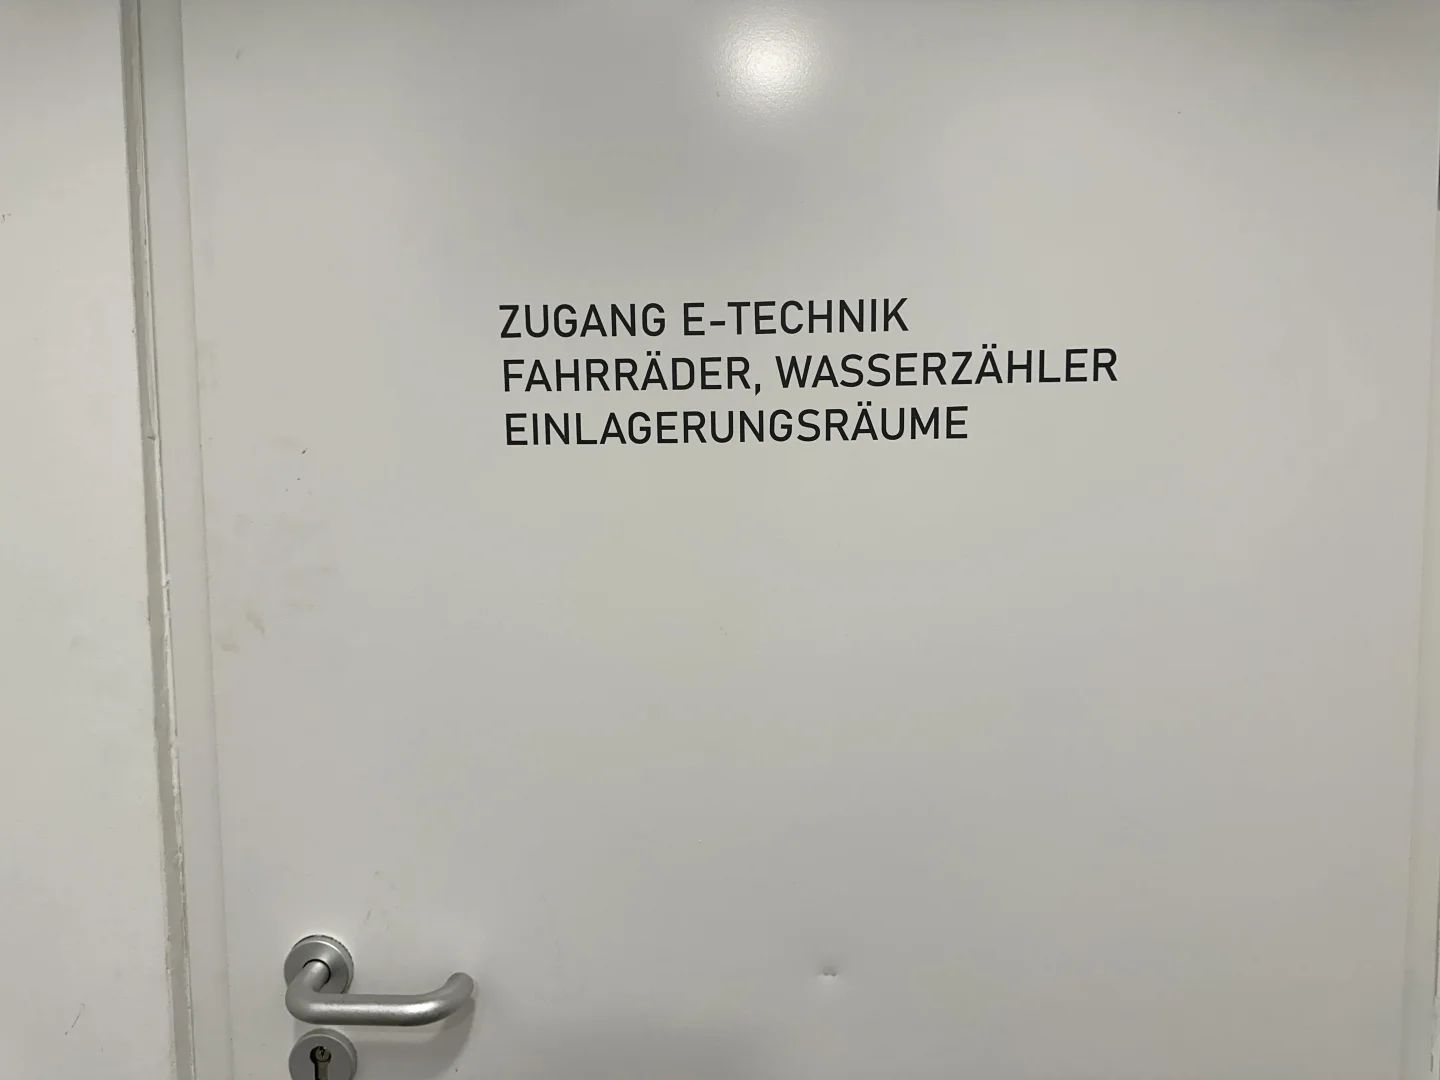 ZUGANG E-TECHNIK
FAHRRÄDER, WASSERZÄHLER
EINLAGERUNGSRÄUME